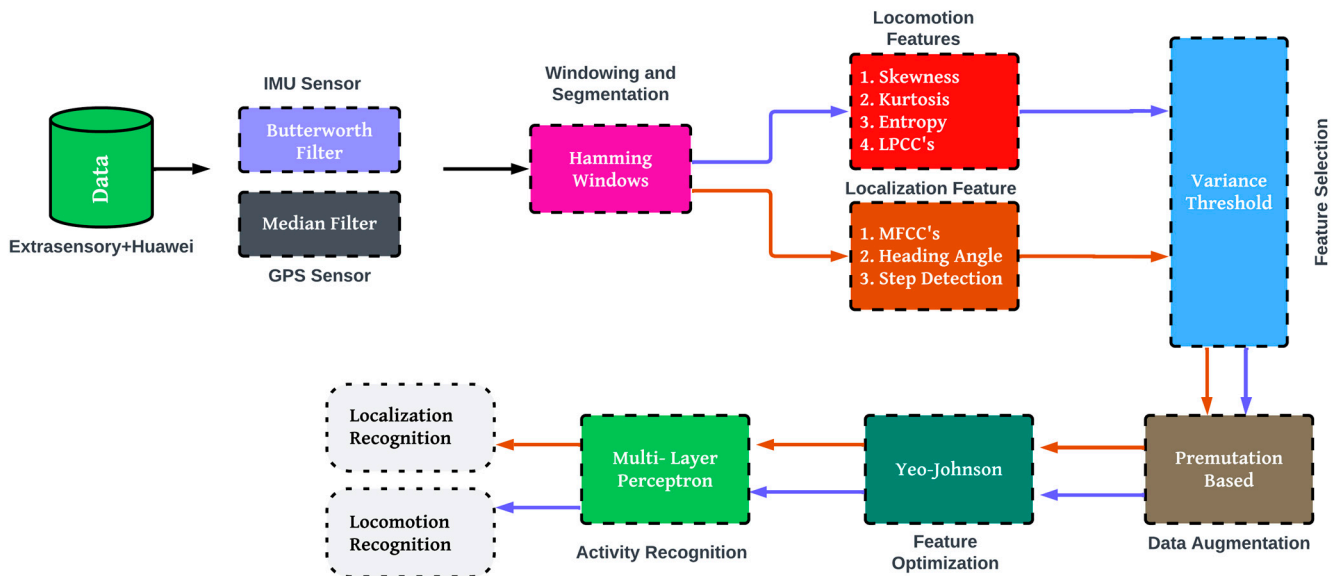 Data
Extrasensory+Huawei
IMU Sensor
Butterworth
Filter
Median Filter
GPS Sensor
Windowing and
Segmentation
Hamming
Windows
Locomotion
Features
1. Skewness
2. Kurtosis
3. Entropy
4. LPCC's
Localization Feature
1. MFCC's
2. Heading Angle
3. Step Detection
Variance
Threshold
Feature Selection
Premutation
Based
Data Augmentation
Yeo-Johnson
Feature
Optimization
Multi- Layer
Perceptron
Activity Recognition
Localization
Recognition
Locomotion
Recognition